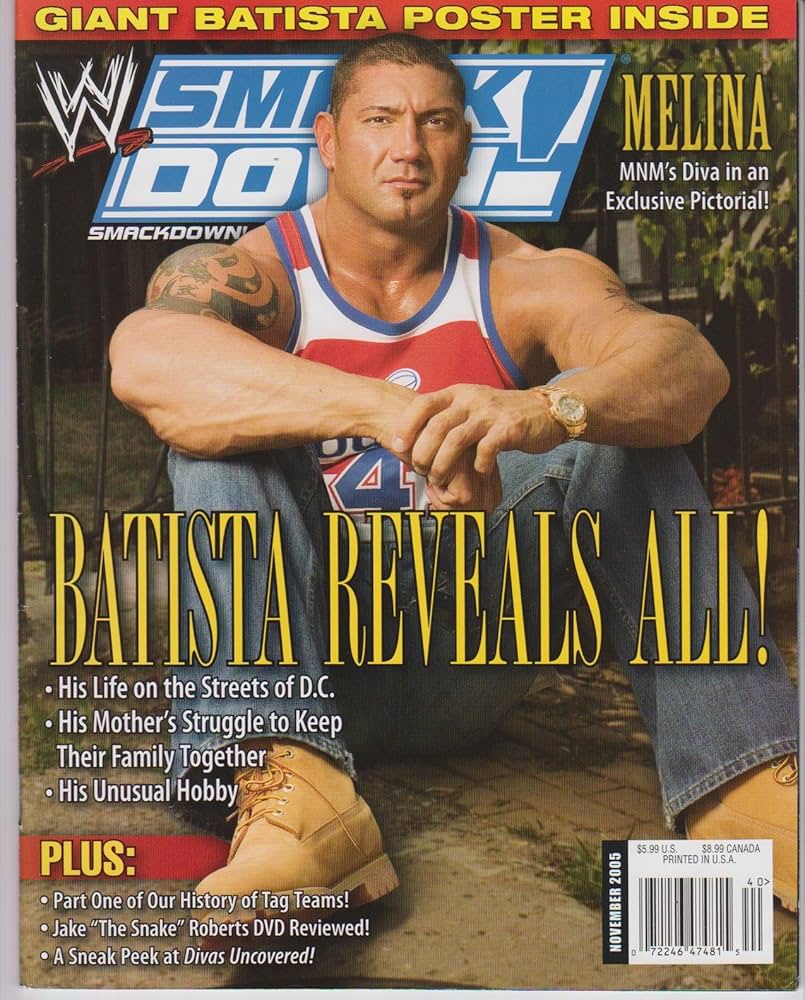 GIANT BATISTA POSTER INSIDE
W
SMACK
DOWN!
®
SMACKDOWN!
MELINA
MNM's Diva in an
Exclusive Pictorial!
4
BATISTA REVEALS ALL!
• His Life on the Streets of D.C.
• His Mother's Struggle to Keep
Their Family Together
• His Unusual Hobby
PLUS:
• Part One of Our History of Tag Teams!
• Jake "The Snake" Roberts DVD Reviewed!
• A Sneak Peek at Divas Uncovered!
NOVEMBER 2005
$5.99 U.S. $8.99 CANADA
PRINTED IN U.S.A.
40>
0 72246 47481 5